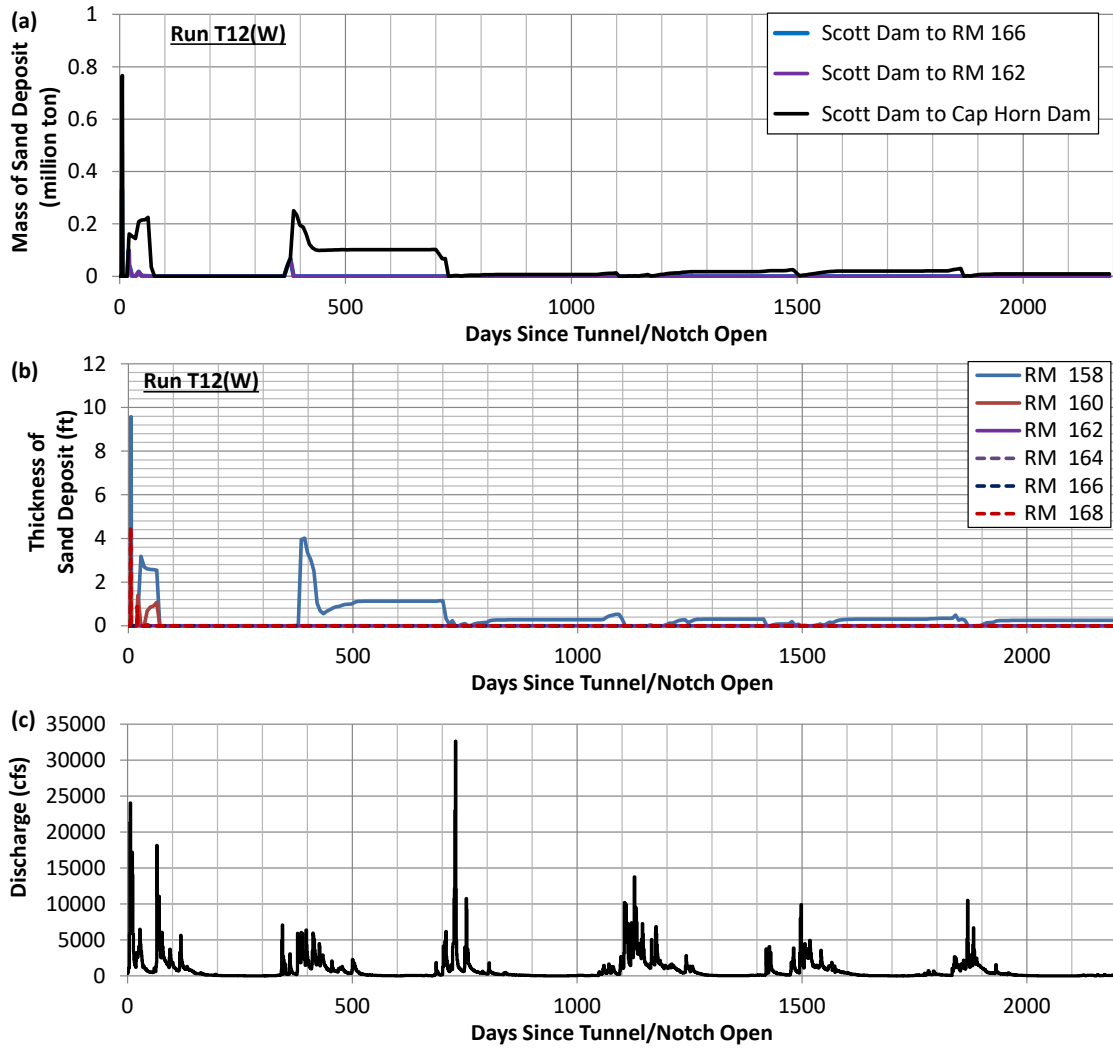 (a)
Run T12(W)
Mass of Sand Deposit
(million ton)
1
0.8
0.6
0.4
0.2
0
Scott Dam to RM 166
Scott Dam to RM 162
Scott Dam to Cap Horn Dam
0 500 1000 1500 2000
Days Since Tunnel/Notch Open
(b)
Run T12(W)
Thickness of
Sand Deposit (ft)
12
10
8
6
4
2
0
RM 158
RM 160
RM 162
RM 164
RM 166
RM 168
0 500 1000 1500 2000
Days Since Tunnel/Notch Open
(c)
Discharge (cfs)
35000
30000
25000
20000
15000
10000
5000
0
0 500 1000 1500 2000
Days Since Tunnel/Notch Open